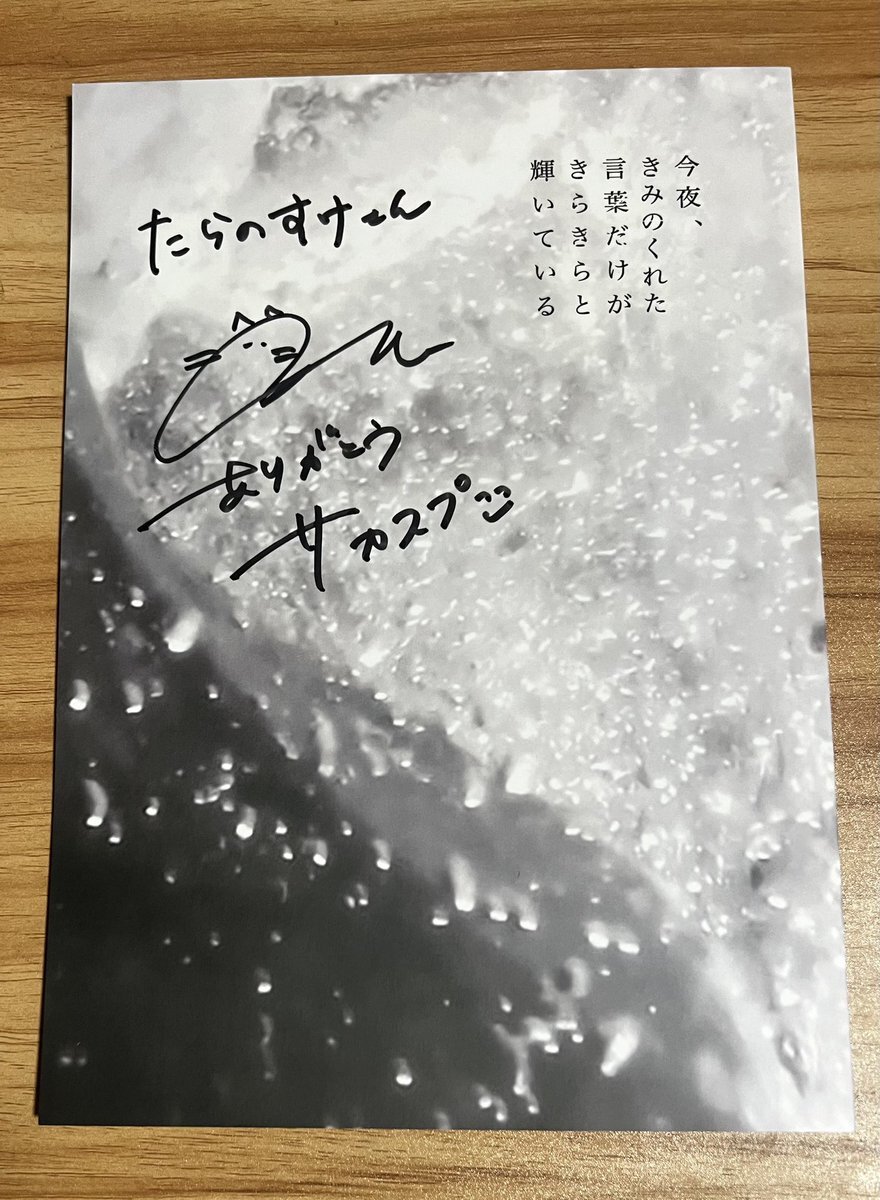 今夜、
きみのくれた
言葉だけが
きらきらと
輝いている
たらのすけさん
ありがとう
サカスプ